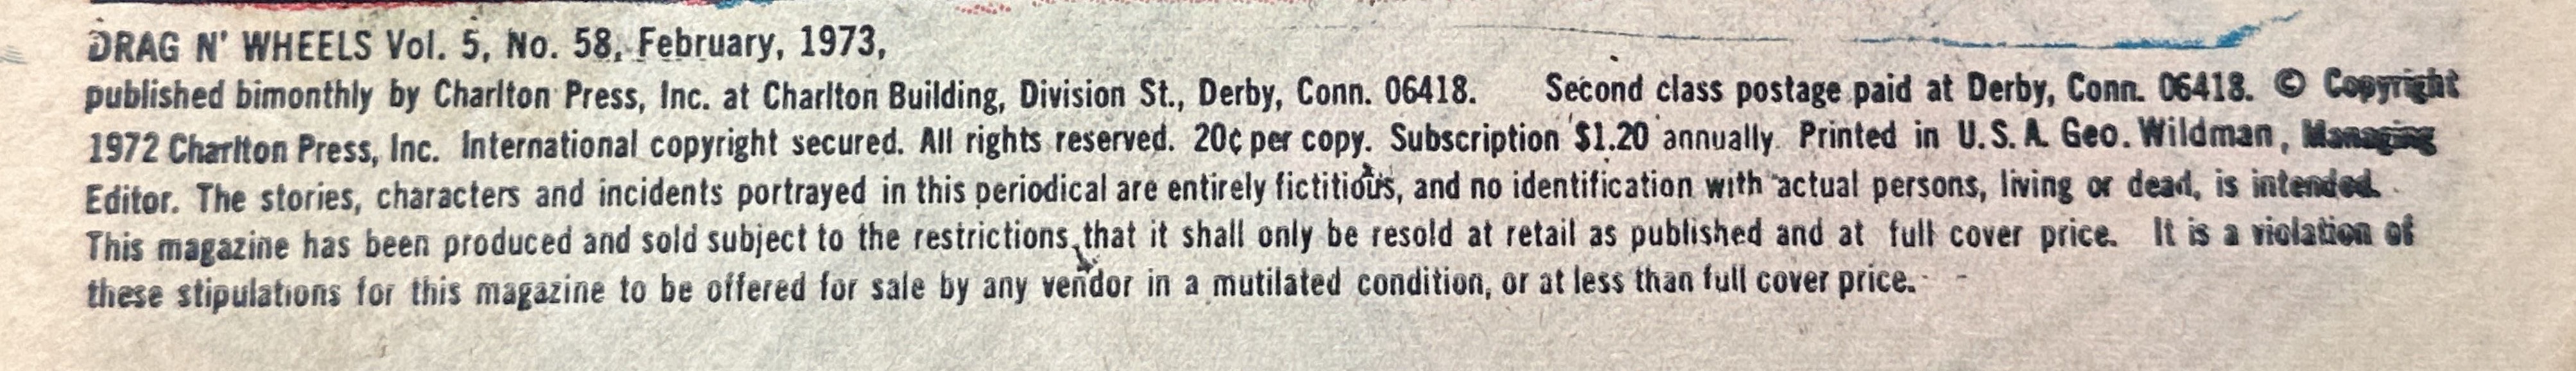 DRAG N' WHEELS Vol. 5, No. 58, February, 1973,
published bimonthly by Charlton Press, Inc. at Charlton Building, Division St., Derby, Conn. 06418. Second class postage paid at Derby, Conn. 06418. © Copyright
1972 Charlton Press, Inc. International copyright secured. All rights reserved. 20¢ per copy. Subscription $1.20 annually. Printed in U.S.A. Geo. Wildman, Managing
Editor. The stories, characters and incidents portrayed in this periodical are entirely fictitious, and no identification with actual persons, living or dead, is intended.
This magazine has been produced and sold subject to the restrictions, that it shall only be resold at retail as published and at full cover price. It is a violation of
these stipulations for this magazine to be offered for sale by any vendor in a mutilated condition, or at less than full cover price.